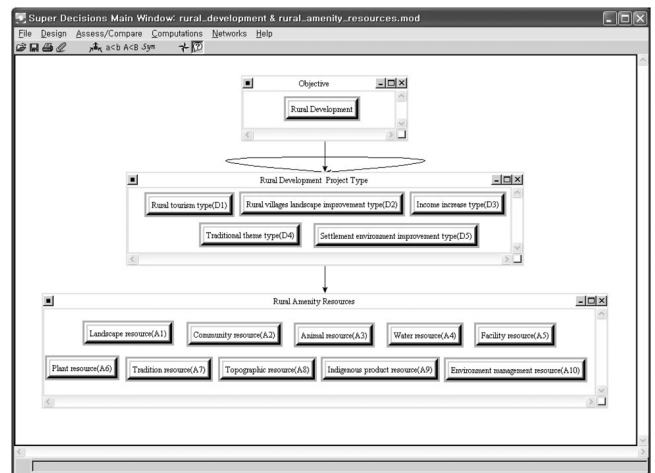 Super Decisions Main Window: rural_development & rural_amenity_resources.mod
File Design Assess/Compare Computations Networks Help
a<b A<B Sym
Objective
Rural Development
Rural Development Project Type
Rural tourism type(D1) Rural villages landscape improvement type(D2) Income increase type(D3)
Traditional theme type(D4) Settlement environment improvement type(D5)
Rural Amenity Resources
Landscape resource(A1) Community resource(A2) Animal resource(A3) Water resource(A4) Facility resource(A5)
Plant resource(A6) Tradition resource(A7) Topographic resource(A8) Indigenous product resource(A9) Environment management resource(A10)